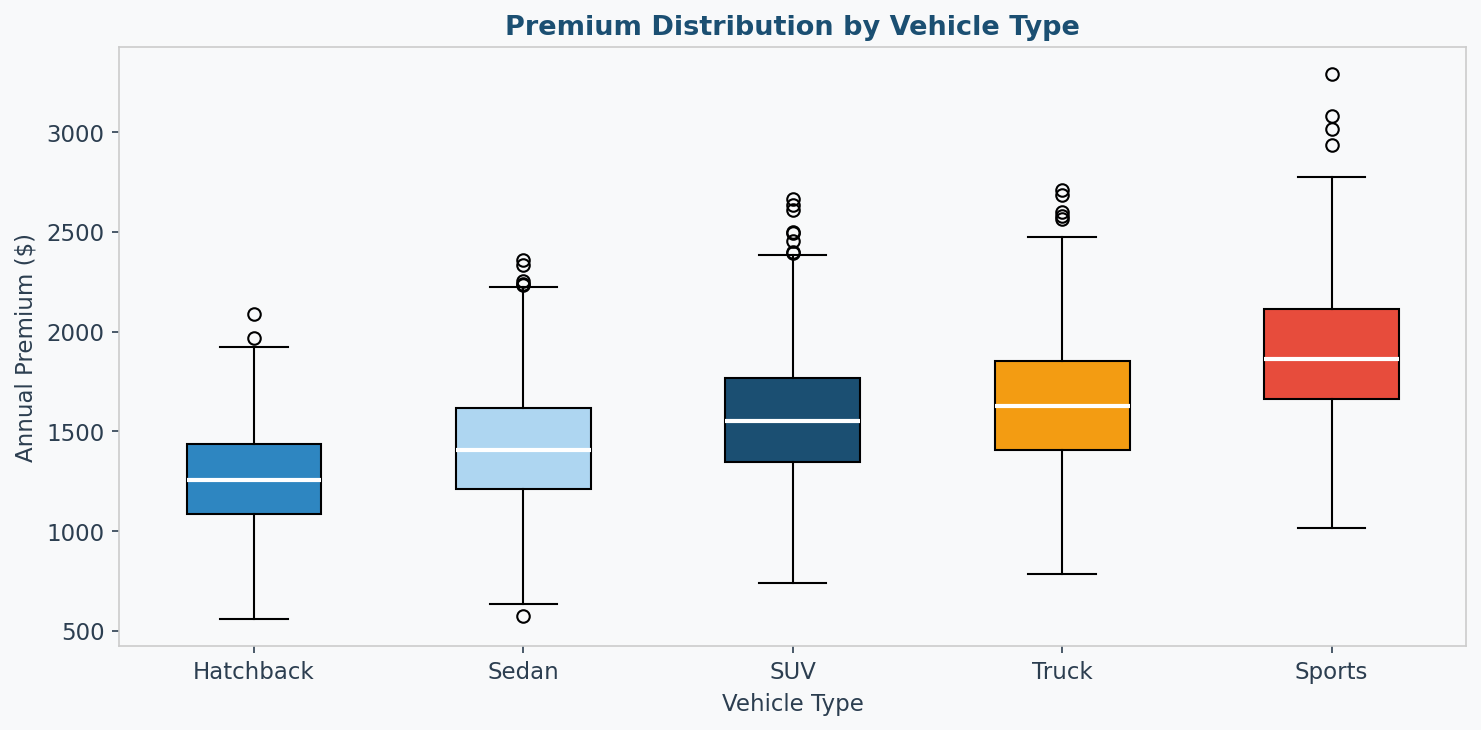 Premium Distribution by Vehicle Type
Annual Premium ($)
3000
2500
2000
1500
1000
500
Hatchback
Sedan
SUV
Truck
Sports
Vehicle Type